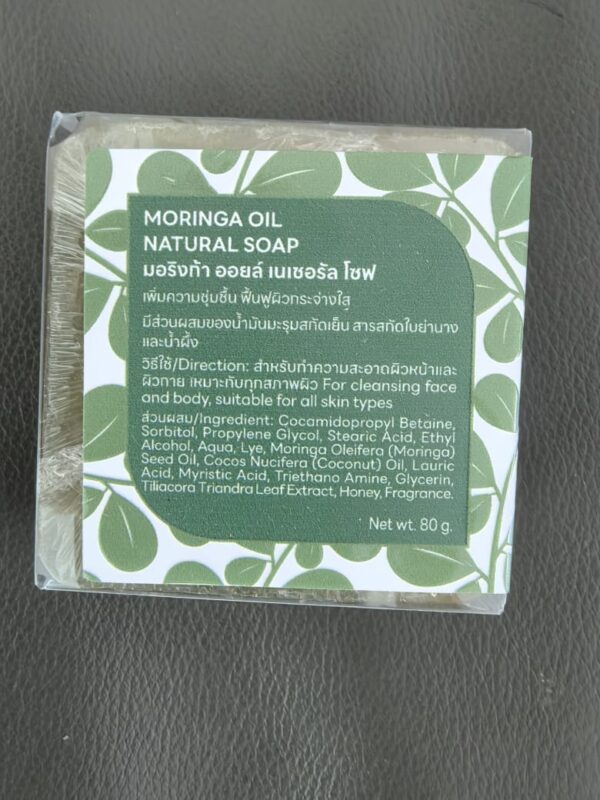 MORINGA OIL
NATURAL SOAP
มอริงก้า ออยล์ เนเชอรัล โซฟ
เพิ่มความชุ่มชื้น ฟื้นฟูผิวกระจ่างใส
มีส่วนผสมของน้ำมันมะรุมสกัดเย็น สารสกัดใบย่านาง
และน้ำผึ้ง
วิธีใช้/Direction: สำหรับทำความสะอาดผิวหน้าและ
ผิวกาย เหมาะกับทุกสภาพผิว For cleansing face
and body, suitable for all skin types
ส่วนผสม/Ingredient: Cocamidopropyl Betaine,
Sorbitol, Propylene Glycol, Stearic Acid, Ethyl
Alcohol, Aqua, Lye, Moringa Oleifera (Moringa)
Seed Oil, Cocos Nucifera (Coconut) Oil, Lauric
Acid, Myristic Acid, Triethano Amine, Glycerin,
Tiliacora Triandra Leaf Extract, Honey, Fragrance.
Net wt. 80 g.